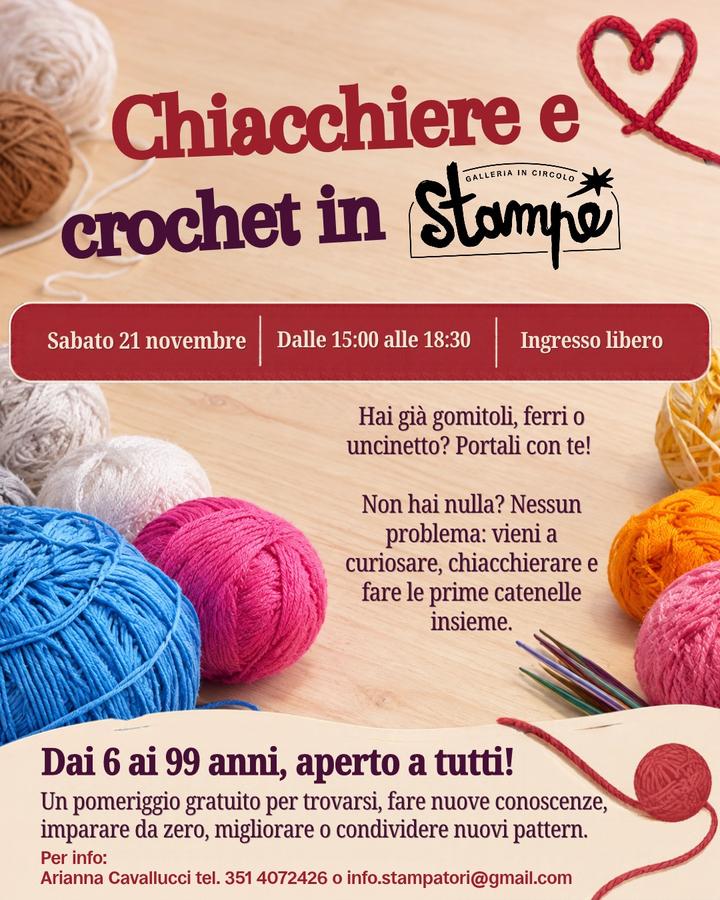 Chiacchiere e
crochet in
GALLERIA IN CIRCOLO
Stampe
Sabato 21 novembre
Dalle 15:00 alle 18:30
Ingresso libero
Hai già gomitoli, ferri o
uncinetto? Portali con te!
Non hai nulla? Nessun
problema: vieni a
curiosare, chiacchierare e
fare le prime catenelle
insieme.
Dai 6 ai 99 anni, aperto a tutti!
Un pomeriggio gratuito per trovarsi, fare nuove conoscenze,
imparare da zero, migliorare o condividere nuovi pattern.
Per info:
Arianna Cavallucci tel. 351 4072426 o info.stampatori@gmail.com